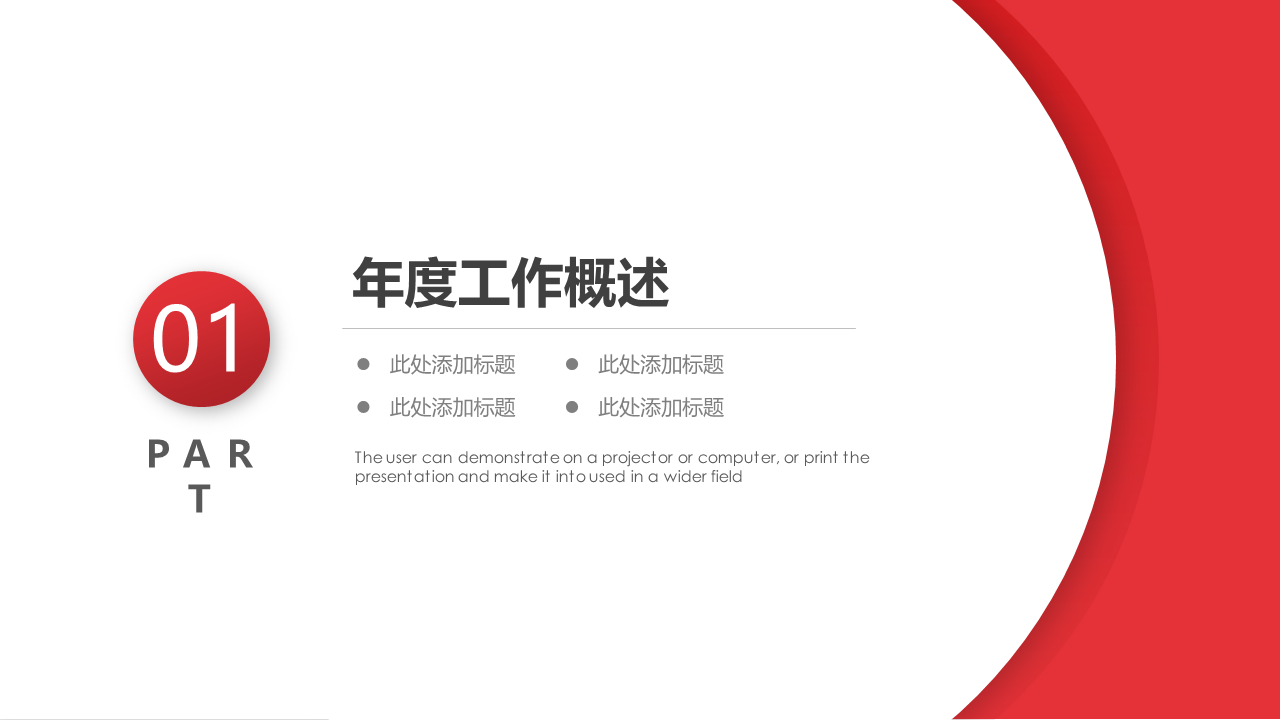 01
PAR
T
年度工作概述
此处添加标题
此处添加标题
此处添加标题
此处添加标题
The user can demonstrate on a projector or computer, or print the
presentation and make it into used in a wider field